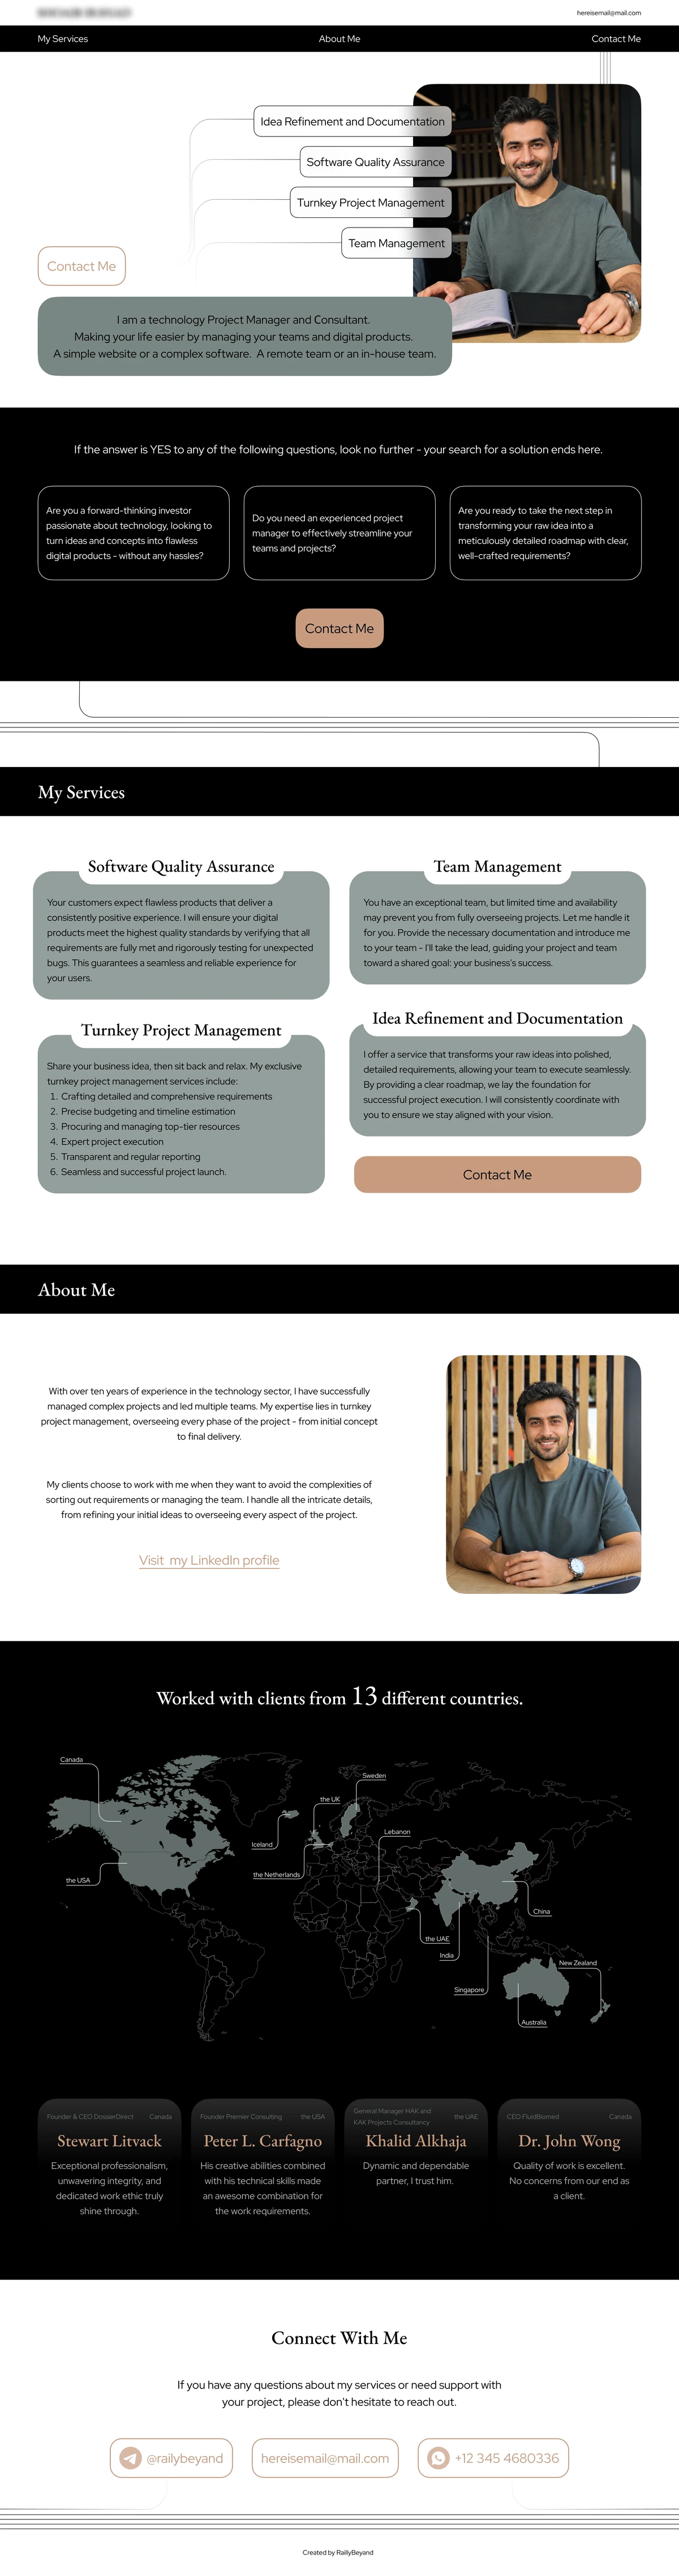 hereisemail@mail.com
My Services
About Me
Contact Me
Idea Refinement and Documentation
Software Quality Assurance
Turnkey Project Management
Team Management
Contact Me
I am a technology Project Manager and Consultant.
Making your life easier by managing your teams and digital products.
A simple website or a complex software. A remote team or an in-house team.
If the answer is YES to any of the following questions, look no further - your search for a solution ends here.
Are you a forward-thinking investor
passionate about technology, looking to
turn ideas and concepts into flawless
digital products - without any hassles?
Do you need an experienced project
manager to effectively streamline your
teams and projects?
Are you ready to take the next step in
transforming your raw idea into a
meticulously detailed roadmap with clear,
well-crafted requirements?
Contact Me
My Services
Software Quality Assurance
Your customers expect flawless products that deliver a
consistently positive experience. I will ensure your digital
products meet the highest quality standards by verifying that all
requirements are fully met and rigorously testing for unexpected
bugs. This guarantees a seamless and reliable experience for
your users.
Team Management
You have an exceptional team, but limited time and availability
may prevent you from fully overseeing projects. Let me handle it
for you. Provide the necessary documentation and introduce me
to your team - I'll take the lead, guiding your project and team
toward a shared goal: your business's success.
Turnkey Project Management
Share your business idea, then sit back and relax. My exclusive
turnkey project management services include:
1. Crafting detailed and comprehensive requirements
2. Precise budgeting and timeline estimation
3. Procuring and managing top-tier resources
4. Expert project execution
5. Transparent and regular reporting
6. Seamless and successful project launch.
Idea Refinement and Documentation
I offer a service that transforms your raw ideas into polished,
detailed requirements, allowing your team to execute seamlessly.
By providing a clear roadmap, we lay the foundation for
successful project execution. I will consistently coordinate with
you to ensure we stay aligned with your vision.
Contact Me
About Me
With over ten years of experience in the technology sector, I have successfully
managed complex projects and led multiple teams. My expertise lies in turnkey
project management, overseeing every phase of the project - from initial concept
to final delivery.
My clients choose to work with me when they want to avoid the complexities of
sorting out requirements or managing the team. I handle all the intricate details,
from refining your initial ideas to overseeing every aspect of the project.
Visit my LinkedIn profile
Worked with clients from 13 different countries.
Canada
Sweden
the UK
Lebanon
Iceland
the Netherlands
the USA
China
the UAE
India
New Zealand
Singapore
Australia
Founder & CEO DossierDirect
Canada
Stewart Litvack
Exceptional professionalism,
unwavering integrity, and
dedicated work ethic truly
shine through.
Founder Premier Consulting
the USA
Peter L. Carfagno
His creative abilities combined
with his technical skills made
an awesome combination for
the work requirements.
General Manager HAK and
KAK Projects Consultancy
the UAE
Khalid Alkhaja
Dynamic and dependable
partner, I trust him.
CEO FluidBiomed
Canada
Dr. John Wong
Quality of work is excellent.
No concerns from our end as
a client.
Connect With Me
If you have any questions about my services or need support with
your project, please don't hesitate to reach out.
@railybeyand
hereisemail@mail.com
+12 345 4680336
Created by RaillyBeyand